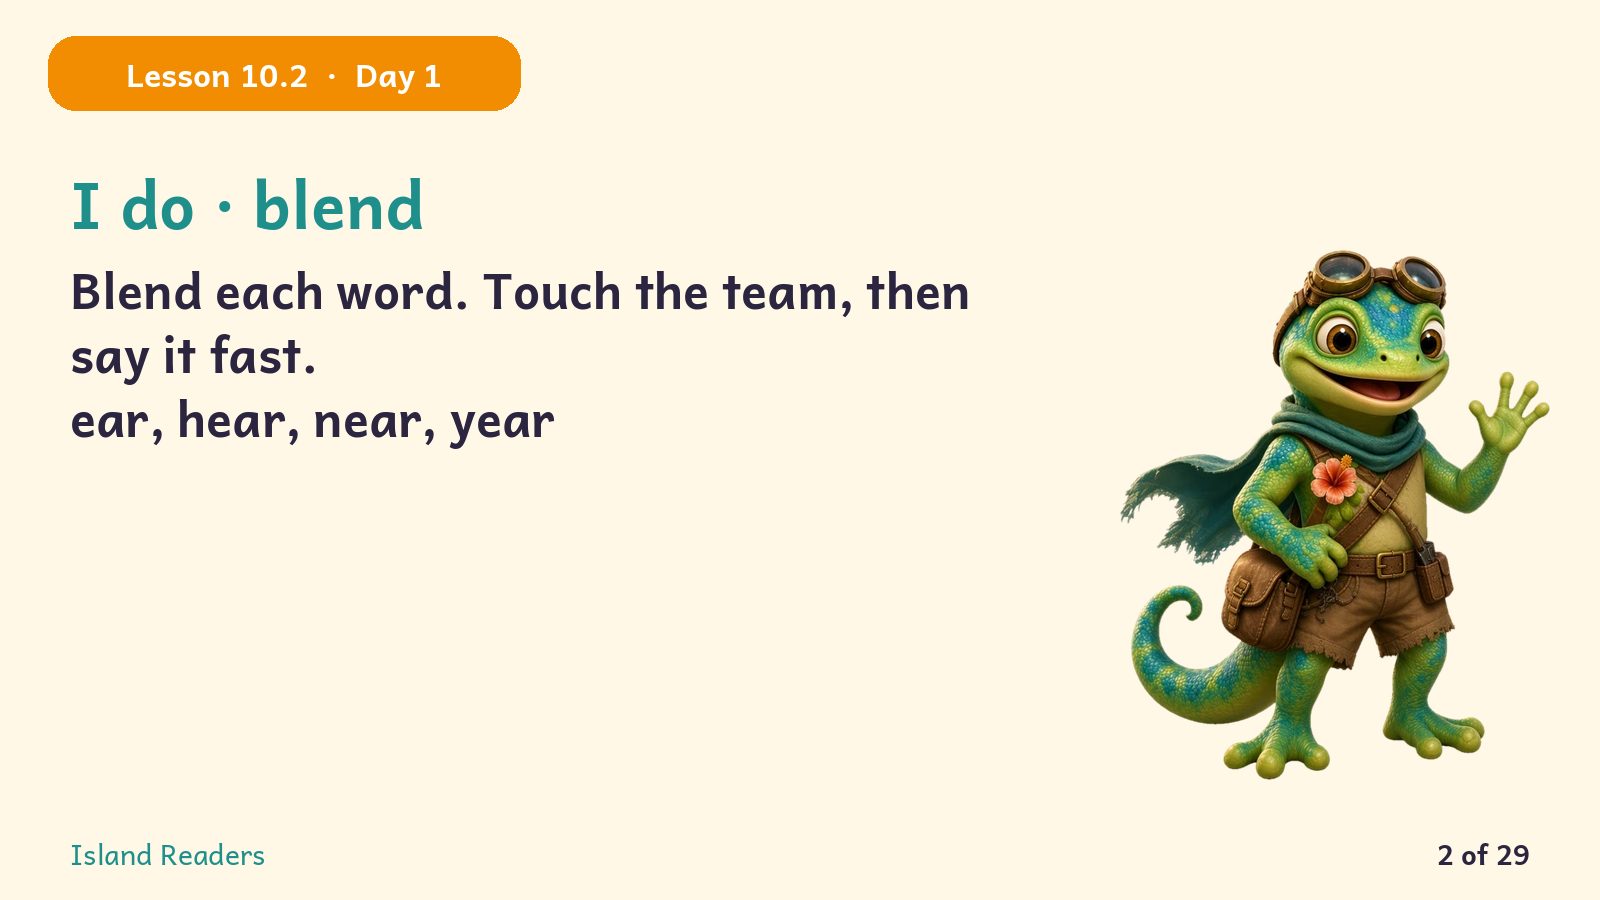 Lesson 10.2 · Day 1
I do · blend
Blend each word. Touch the team, then
say it fast.
ear, hear, near, year
Island Readers
2 of 29